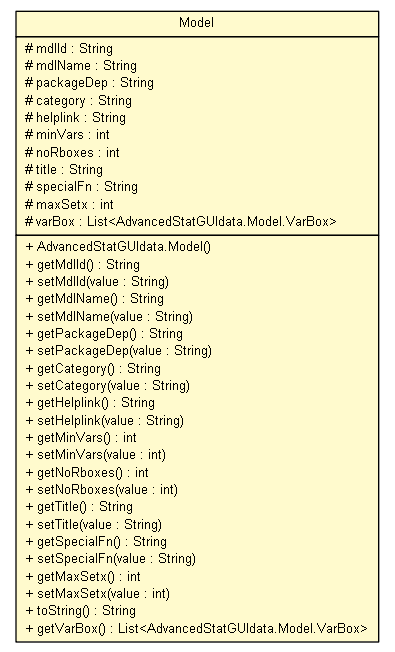 Model
# mdlId : String
# mdlName : String
# packageDep : String
# category : String
# helplink : String
# minVars : int
# noRboxes : int
# title : String
# specialFn : String
# maxSetx : int
# varBox : List<AdvancedStatGUIdata.Model.VarBox>
+ AdvancedStatGUIdata.Model()
+ getMdlId() : String
+ setMdlId(value : String)
+ getMdlName() : String
+ setMdlName(value : String)
+ getPackageDep() : String
+ setPackageDep(value : String)
+ getCategory() : String
+ setCategory(value : String)
+ getHelplink() : String
+ setHelplink(value : String)
+ getMinVars() : int
+ setMinVars(value : int)
+ getNoRboxes() : int
+ setNoRboxes(value : int)
+ getTitle() : String
+ setTitle(value : String)
+ getSpecialFn() : String
+ setSpecialFn(value : String)
+ getMaxSetx() : int
+ setMaxSetx(value : int)
+ toString() : String
+ getVarBox() : List<AdvancedStatGUIdata.Model.VarBox>